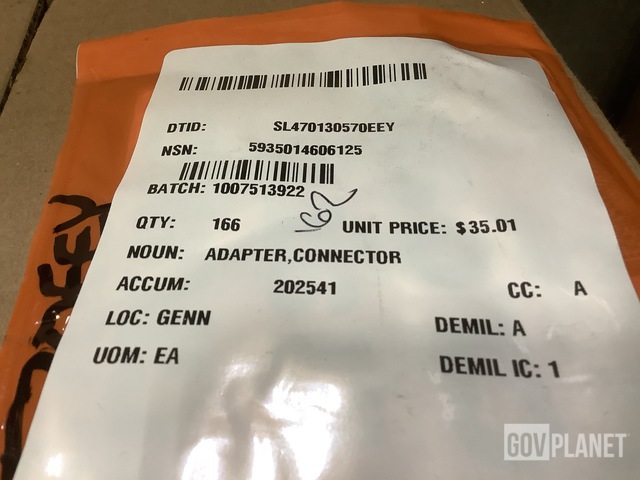 DTID: SL470130570EEY
NSN: 5935014606125
BATCH: 1007513922
162
QTY: 166 UNIT PRICE: $35.01
NOUN: ADAPTER,CONNECTOR
ACCUM: 202541 CC: A
LOC: GENN DEMIL: A
UOM: EA DEMIL IC: 1
GOVPLANET